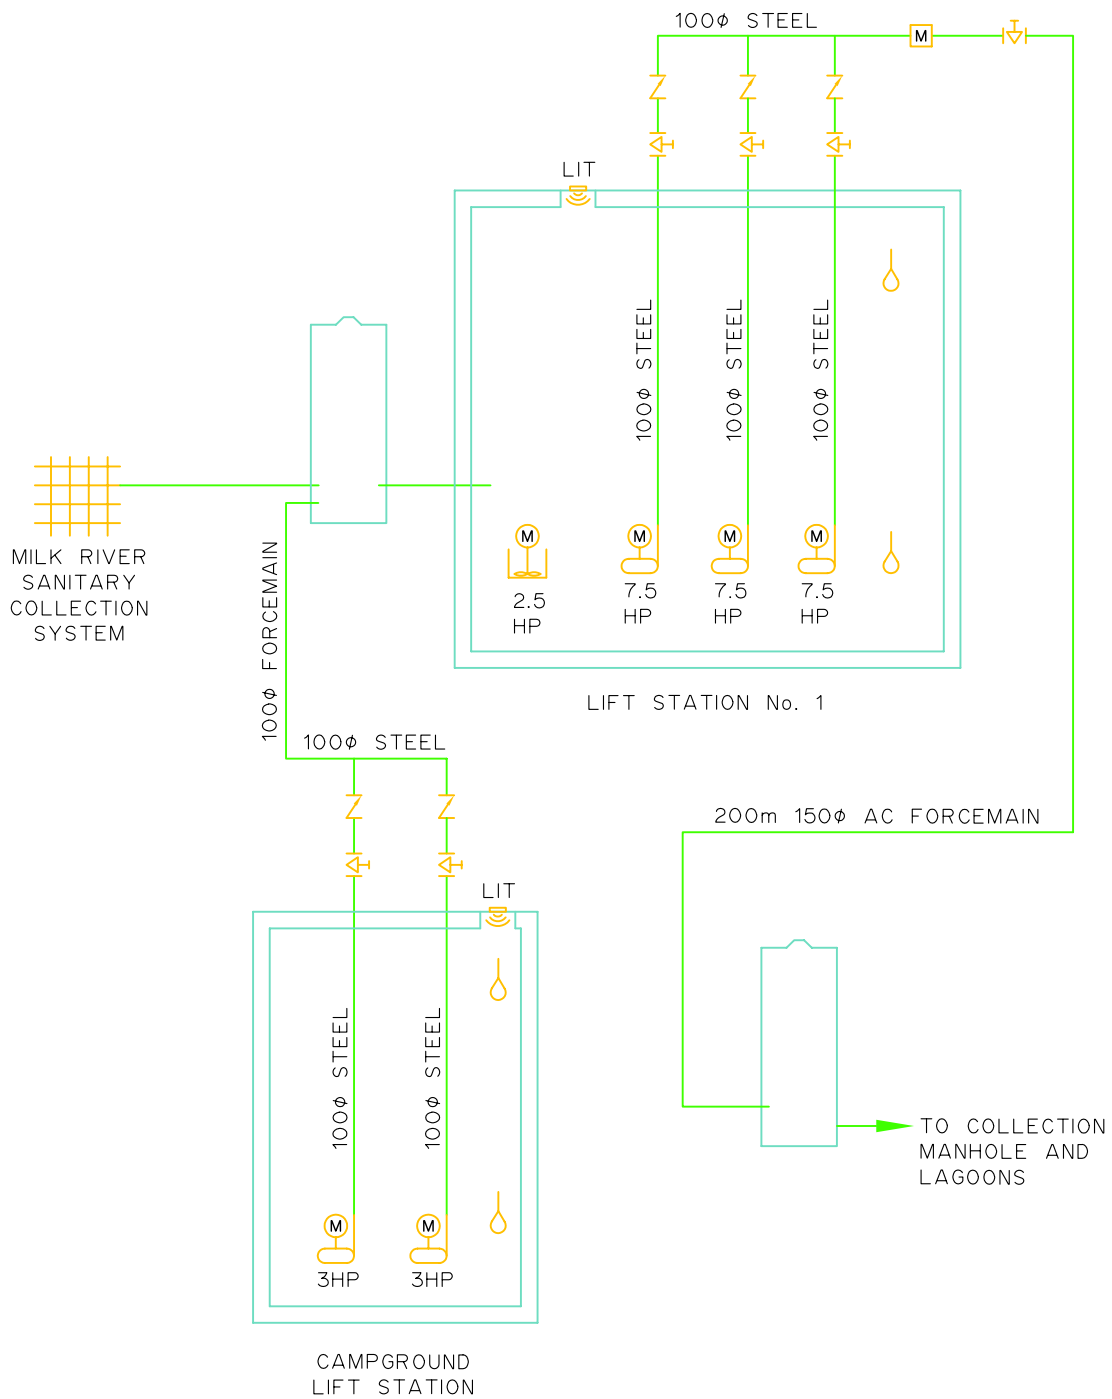 100ϕ STEEL
M
LIT
100ϕ STEEL
100ϕ STEEL
100ϕ STEEL
MILK RIVER
SANITARY
COLLECTION
SYSTEM
M
M
M
M
2.5
HP
7.5
HP
7.5
HP
7.5
HP
100ϕ FORCEMAIN
LIFT STATION No. 1
100ϕ STEEL
200m 150ϕ AC FORCEMAIN
LIT
100ϕ STEEL
100ϕ STEEL
TO COLLECTION
MANHOLE AND
LAGOONS
M
M
3HP
3HP
CAMPGROUND
LIFT STATION